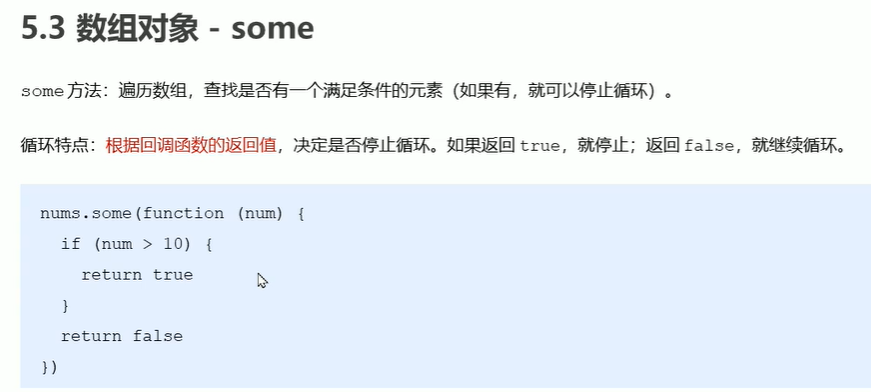 5.3 数组对象 - some
some方法：遍历数组，查找是否有一个满足条件的元素（如果有，就可以停止循环）。
循环特点：根据回调函数的返回值，决定是否停止循环。如果返回 true，就停止；返回 false，就继续循环。
nums.some(function (num) {
if (num > 10) {
return true
}
return false
})